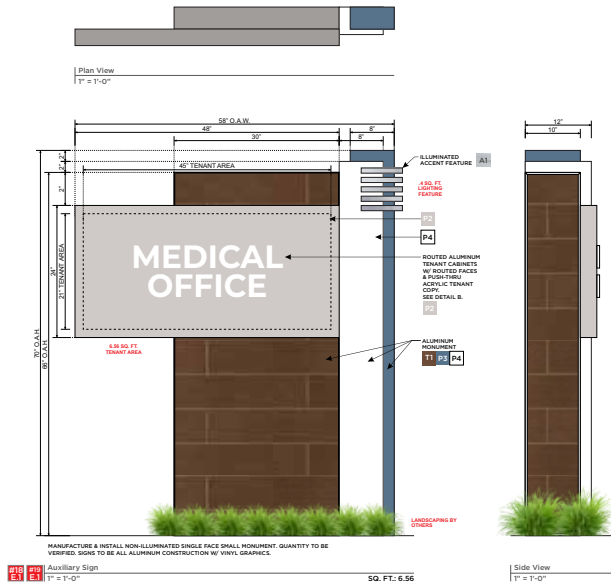 Plan View
1" = 1'-0"
58" O.A.W.
48"
30"
8"
8"
12"
10"
2"
2"
2"
45" TENANT AREA
ILLUMINATED
ACCENT FEATURE
A1
.4 SQ. FT.
LIGHTING
FEATURE
P2
P4
MEDICAL
OFFICE
24"
21" TENANT AREA
ROUTED ALUMINUM
TENANT CABINETS
W/ ROUTED FACES
& PUSH-THRU
ACRYLIC TENANT
COPY.
SEE DETAIL B.
P2
6.56 SQ. FT.
TENANT AREA
ALUMINUM
MONUMENT
T1 P3 P4
70" O.A.H.
66" O.A.H.
LANDSCAPING BY
OTHERS
MANUFACTURE & INSTALL NON-ILLUMINATED SINGLE FACE SMALL MONUMENT. QUANTITY TO BE
VERIFIED. SIGNS TO BE ALL ALUMINUM CONSTRUCTION W/ VINYL GRAPHICS.
#18 E.1
#19 E.1
Auxiliary Sign
1" = 1'-0"
SQ. FT.: 6.56
Side View
1" = 1'-0"